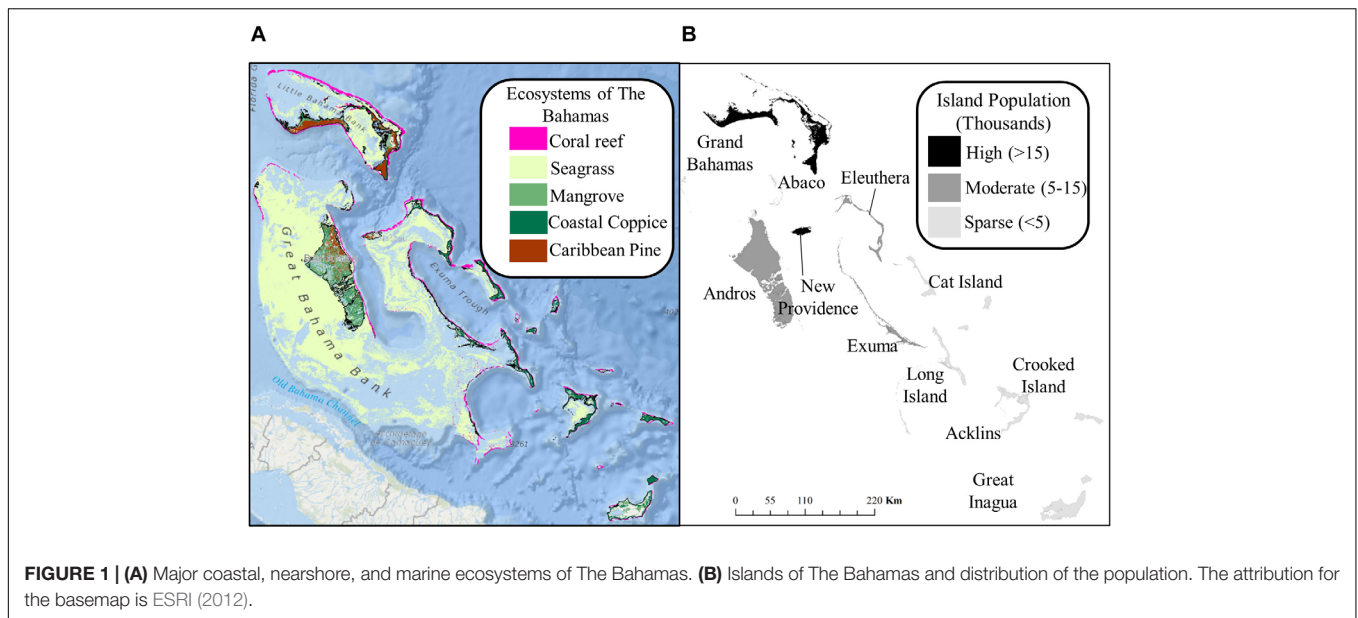 A
B
Florida
Little Bahama Bank
Ecosystems of The
Bahamas
Coral reef
Seagrass
Mangrove
Coastal Coppice
Caribbean Pine
Great Bahama Bank
Exuma Trough
Old Bahama Channel
Island Population
(Thousands)
High (>15)
Moderate (5-15)
Sparse (<5)
Grand
Bahamas
Abaco
Eleuthera
Andros
New
Providence
Cat Island
Exuma
Long
Island
Crooked
Island
Acklins
Great
Inagua
0 55 110 220 Km
FIGURE 1 | (A) Major coastal, nearshore, and marine ecosystems of The Bahamas. (B) Islands of The Bahamas and distribution of the population. The attribution for
the basemap is ESRI (2012).